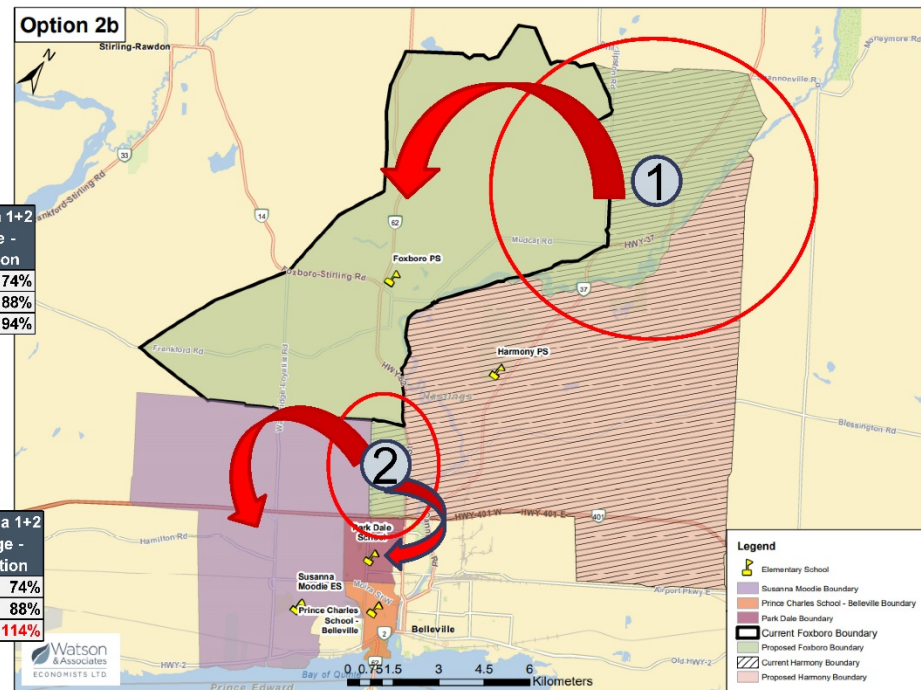 Option 2b
Stirling-Rawdon
N
33
14
62
Mudcat Rd
HWY-37
37
1
Foxboro PS
Foxboro-Stirling Rd
Frankford Rd
Harmony PS
Hastings
Blessington Rd
2
1+2
on
74%
88%
94%
HWY-401 W
HWY-401 E
401
Hamilton Rd
Park Dale
School
Susanna
Moodie ES
Prince Charles
School -
Belleville
Moira St W
Airport Pkwy E
2
62
Belleville
HWY-2
Old HWY-2
Bay of Quin
Prince Edward
a 1+2
ge -
tion
74%
88%
114%
Watson
& Associates
ECONOMISTS LTD.
0 0.75 1.5 3 4.5 6
Kilometers
Legend
Elementary School
Susanna Moodie Boundary
Prince Charles School - Belleville Boundary
Park Dale Boundary
Current Foxboro Boundary
Proposed Foxboro Boundary
Current Harmony Boundary
Proposed Harmony Boundary